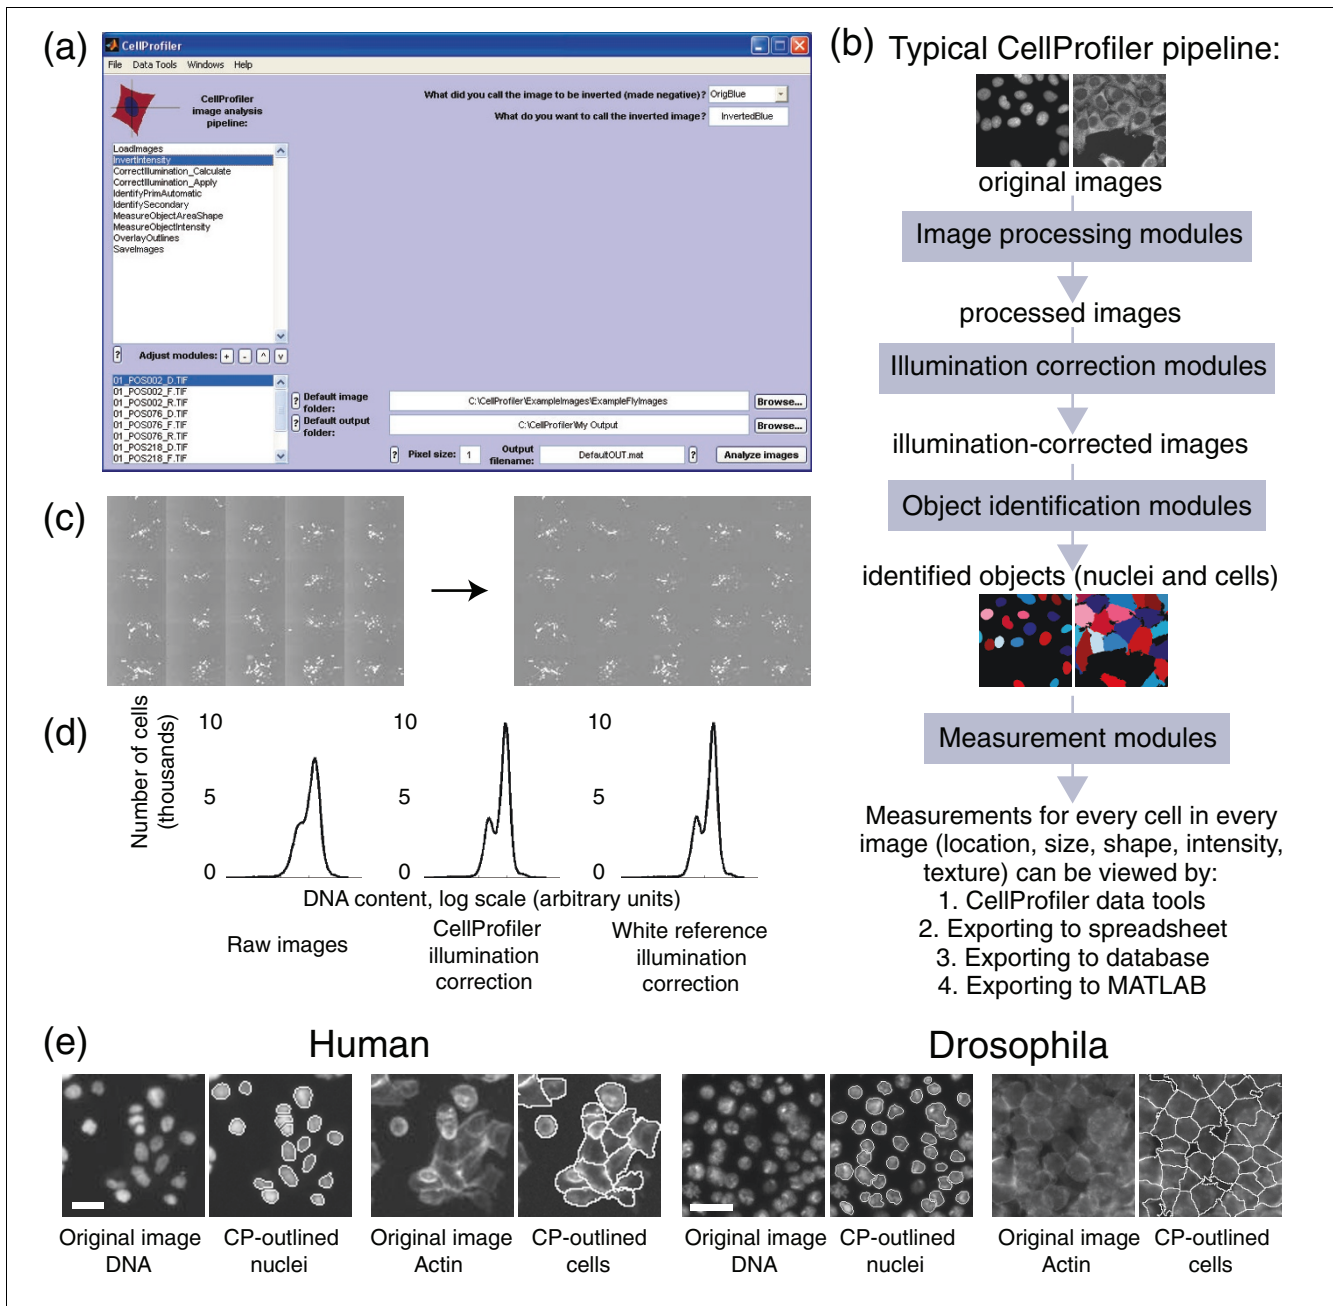 (a)
CellProfiler
File Data Tools Windows Help
CellProfiler
image analysis
pipeline:
What did you call the image to be inverted (made negative)? OrigBlue
What do you want to call the inverted image? InvertedBlue
LoadImages
InvertIntensity
CorrectIllumination_Calculate
CorrectIllumination_Apply
IdentifyPrimAutomatic
IdentifySecondary
MeasureObjectAreaShape
MeasureObjectIntensity
OverlayOutlines
SaveImages
? Adjust modules: + - ^ v
01_POS002_D.TIF
01_POS002_F.TIF
01_POS002_R.TIF
01_POS076_D.TIF
01_POS076_F.TIF
01_POS076_R.TIF
01_POS218_D.TIF
01_POS218_F.TIF
? Default image
folder:
C:\CellProfiler\ExampleImages\ExampleFlyImages
Browse...
? Default output
folder:
C:\CellProfiler\My Output
Browse...
? Pixel size: 1
Output
filename:
DefaultOUT.mat
?
Analyze images
(b)
Typical CellProfiler pipeline:
original images
Image processing modules
processed images
Illumination correction modules
illumination-corrected images
Object identification modules
identified objects (nuclei and cells)
Measurement modules
Measurements for every cell in every
image (location, size, shape, intensity,
texture) can be viewed by:
1. CellProfiler data tools
2. Exporting to spreadsheet
3. Exporting to database
4. Exporting to MATLAB
(c)
(d)
Number of cells
(thousands)
10
5
0
10
5
0
10
5
0
DNA content, log scale (arbitrary units)
Raw images
CellProfiler
illumination
correction
White reference
illumination
correction
(e)
Human
Drosophila
Original image
DNA
CP-outlined
nuclei
Original image
Actin
CP-outlined
cells
Original image
DNA
CP-outlined
nuclei
Original image
Actin
CP-outlined
cells